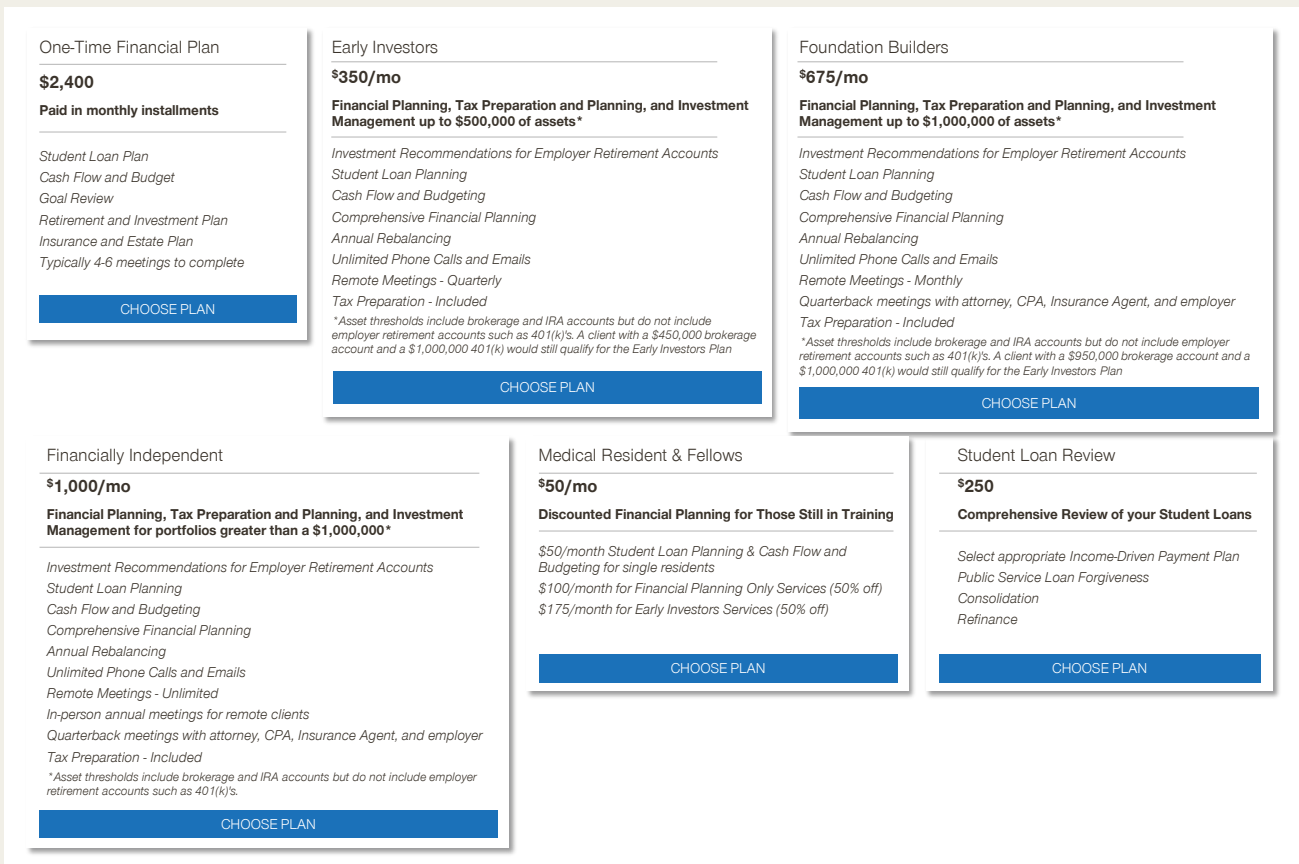 One-Time Financial Plan
$2,400
Paid in monthly installments
Student Loan Plan
Cash Flow and Budget
Goal Review
Retirement and Investment Plan
Insurance and Estate Plan
Typically 4-6 meetings to complete
CHOOSE PLAN
Early Investors
$350/mo
Financial Planning, Tax Preparation and Planning, and Investment
Management up to $500,000 of assets*
Investment Recommendations for Employer Retirement Accounts
Student Loan Planning
Cash Flow and Budgeting
Comprehensive Financial Planning
Annual Rebalancing
Unlimited Phone Calls and Emails
Remote Meetings - Quarterly
Tax Preparation - Included
*Asset thresholds include brokerage and IRA accounts but do not include
employer retirement accounts such as 401(k)'s. A client with a $450,000 brokerage
account and a $1,000,000 401(k) would still qualify for the Early Investors Plan
CHOOSE PLAN
Foundation Builders
$675/mo
Financial Planning, Tax Preparation and Planning, and Investment
Management up to $1,000,000 of assets*
Investment Recommendations for Employer Retirement Accounts
Student Loan Planning
Cash Flow and Budgeting
Comprehensive Financial Planning
Annual Rebalancing
Unlimited Phone Calls and Emails
Remote Meetings - Monthly
Quarterback meetings with attorney, CPA, Insurance Agent, and employer
Tax Preparation - Included
*Asset thresholds include brokerage and IRA accounts but do not include employer
retirement accounts such as 401(k)'s. A client with a $950,000 brokerage account and a
$1,000,000 401(k) would still qualify for the Early Investors Plan
CHOOSE PLAN
Financially Independent
$1,000/mo
Financial Planning, Tax Preparation and Planning, and Investment
Management for portfolios greater than a $1,000,000*
Investment Recommendations for Employer Retirement Accounts
Student Loan Planning
Cash Flow and Budgeting
Comprehensive Financial Planning
Annual Rebalancing
Unlimited Phone Calls and Emails
Remote Meetings - Unlimited
In-person annual meetings for remote clients
Quarterback meetings with attorney, CPA, Insurance Agent, and employer
Tax Preparation - Included
*Asset thresholds include brokerage and IRA accounts but do not include employer
retirement accounts such as 401(k)'s.
CHOOSE PLAN
Medical Resident & Fellows
$50/mo
Discounted Financial Planning for Those Still in Training
$50/month Student Loan Planning & Cash Flow and
Budgeting for single residents
$100/month for Financial Planning Only Services (50% off)
$175/month for Early Investors Services (50% off)
CHOOSE PLAN
Student Loan Review
$250
Comprehensive Review of your Student Loans
Select appropriate Income-Driven Payment Plan
Public Service Loan Forgiveness
Consolidation
Refinance
CHOOSE PLAN